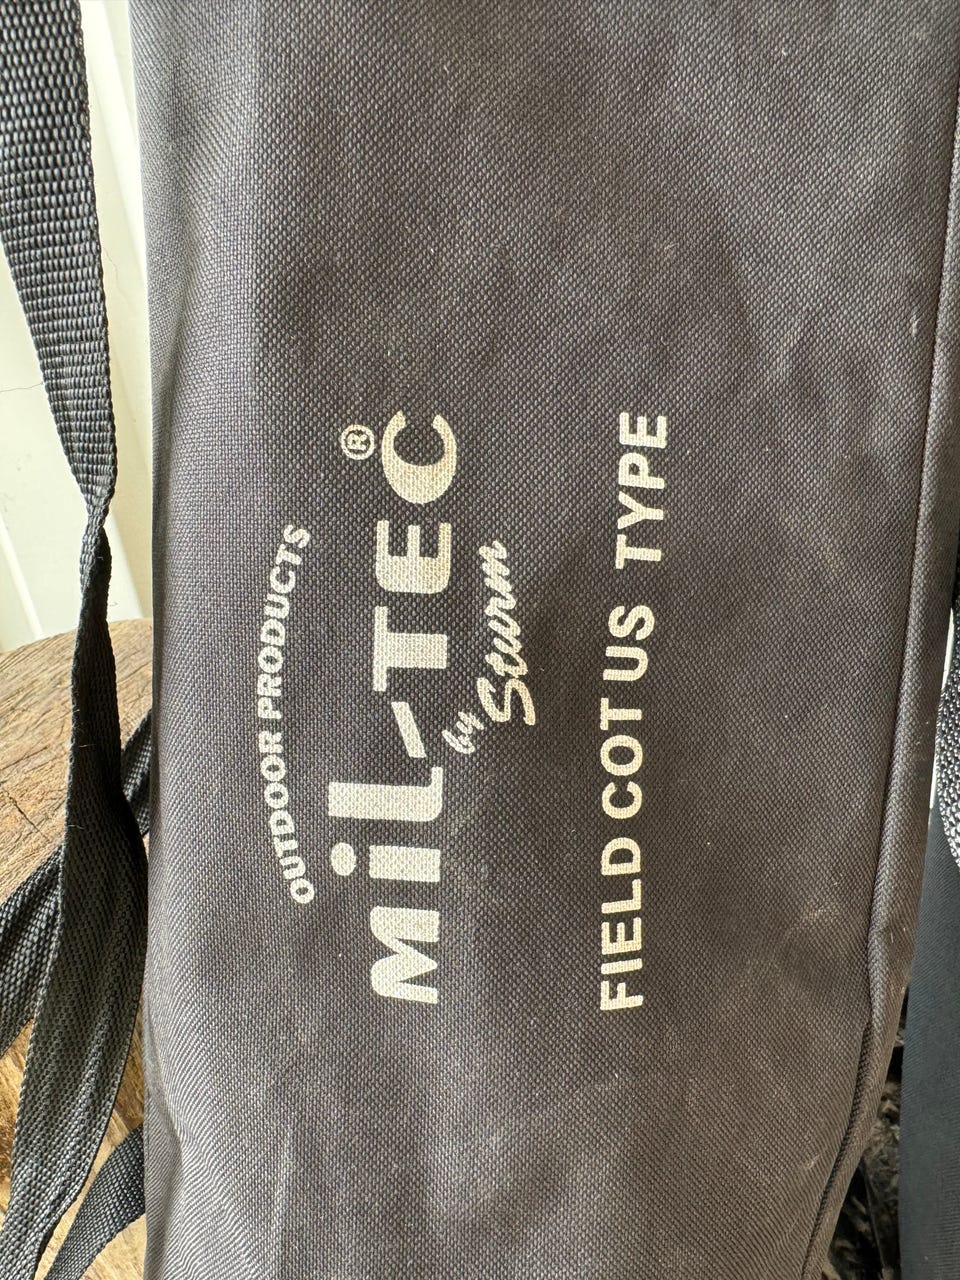 OUTDOOR PRODUCTS
MiL-TEC®
by Sturm
FIELD COT US TYPE